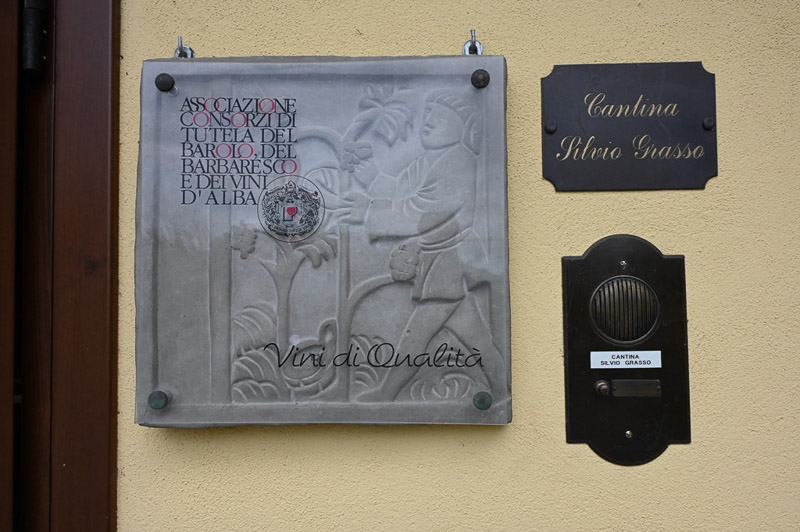 ASSOCIAZIONE
CONSORZI DI
TUTELA DEL
BAROLO, DEL
BARBARESCO
E DEI VINI
D'ALBA
Vini di Qualità
Cantina
Silvio Grasso
CANTINA
SILVIO GRASSO